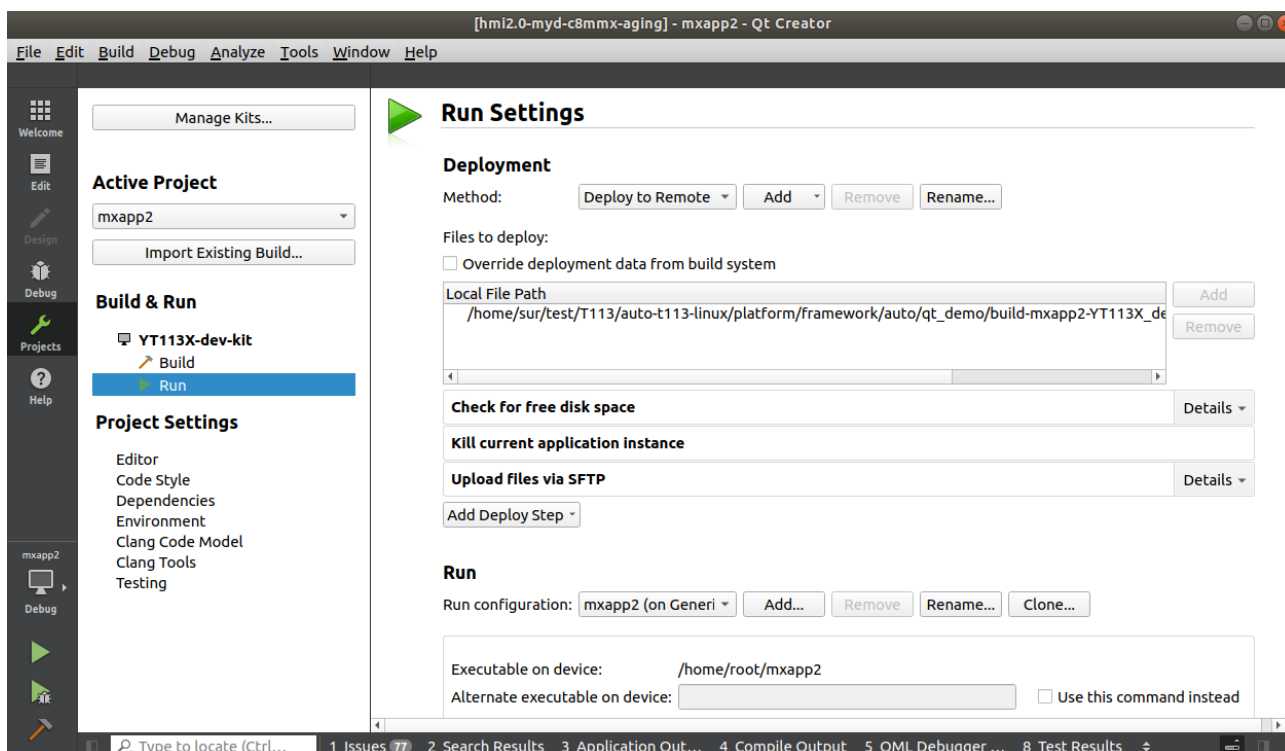 [hmi2.0-myd-c8mmx-aging] - mxapp2 - Qt Creator
File Edit Build Debug Analyze Tools Window Help
Welcome
Edit
Design
Debug
Projects
Help
mxapp2
Debug
Manage Kits...
Active Project
mxapp2
Import Existing Build...
Build & Run
YT113X-dev-kit
Build
Run
Project Settings
Editor
Code Style
Dependencies
Environment
Clang Code Model
Clang Tools
Testing
Run Settings
Deployment
Method: Deploy to Remote Add Remove Rename...
Files to deploy:
Override deployment data from build system
Local File Path Add
/home/sur/test/T113/auto-t113-linux/platform/framework/auto/qt_demo/build-mxapp2-YT113X_de
Remove
Check for free disk space Details
Kill current application instance
Upload files via SFTP Details
Add Deploy Step
Run
Run configuration: mxapp2 (on Generi Add... Remove Rename... Clone...
Executable on device: /home/root/mxapp2
Alternate executable on device: Use this command instead
Type to locate (Ctrl... 1 Issues 77 2 Search Results 3 Application Out... 4 Compile Output 5 QML Debugger ... 8 Test Results